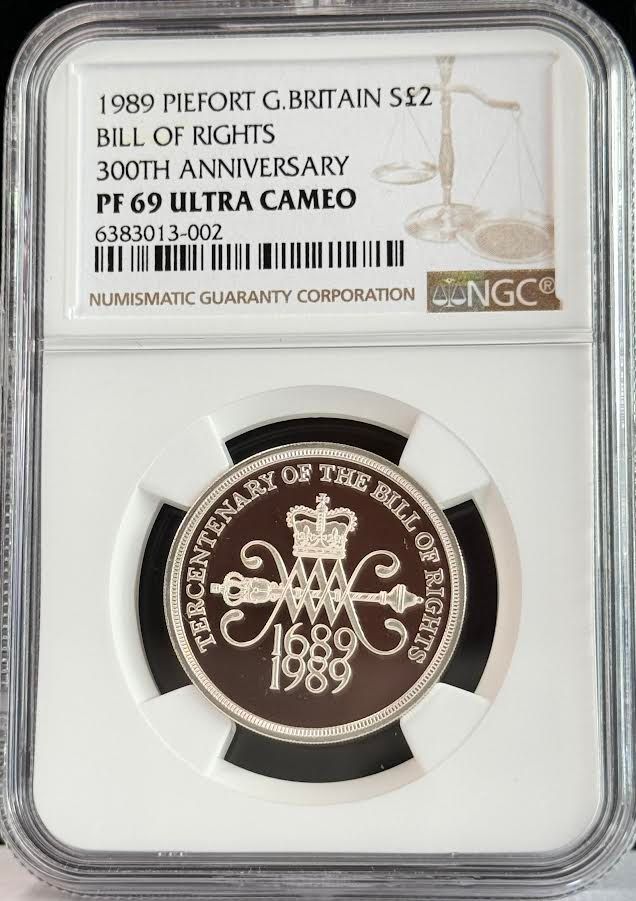 1989 PIEFORT G.BRITAIN S£2
BILL OF RIGHTS
300TH ANNIVERSARY
PF 69 ULTRA CAMEO
6383013-002
NUMISMATIC GUARANTY CORPORATION
NGC®
TERCENTENARY OF THE BILL OF RIGHTS
1689
1989